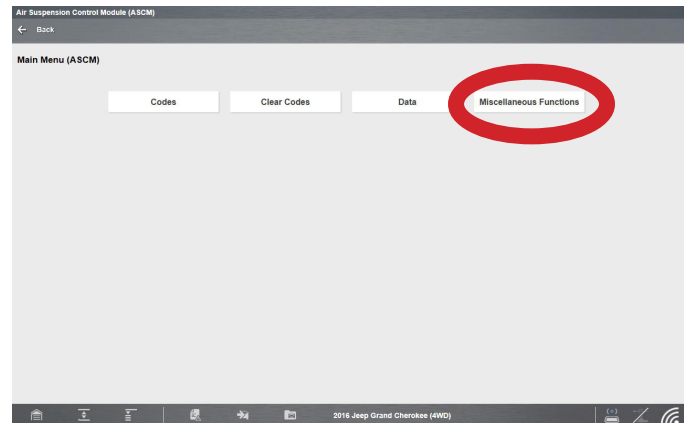 Air Suspension Control Module (ASCM)
Back
Main Menu (ASCM)
Codes Clear Codes Data Miscellaneous Functions
2016 Jeep Grand Cherokee (4WD)